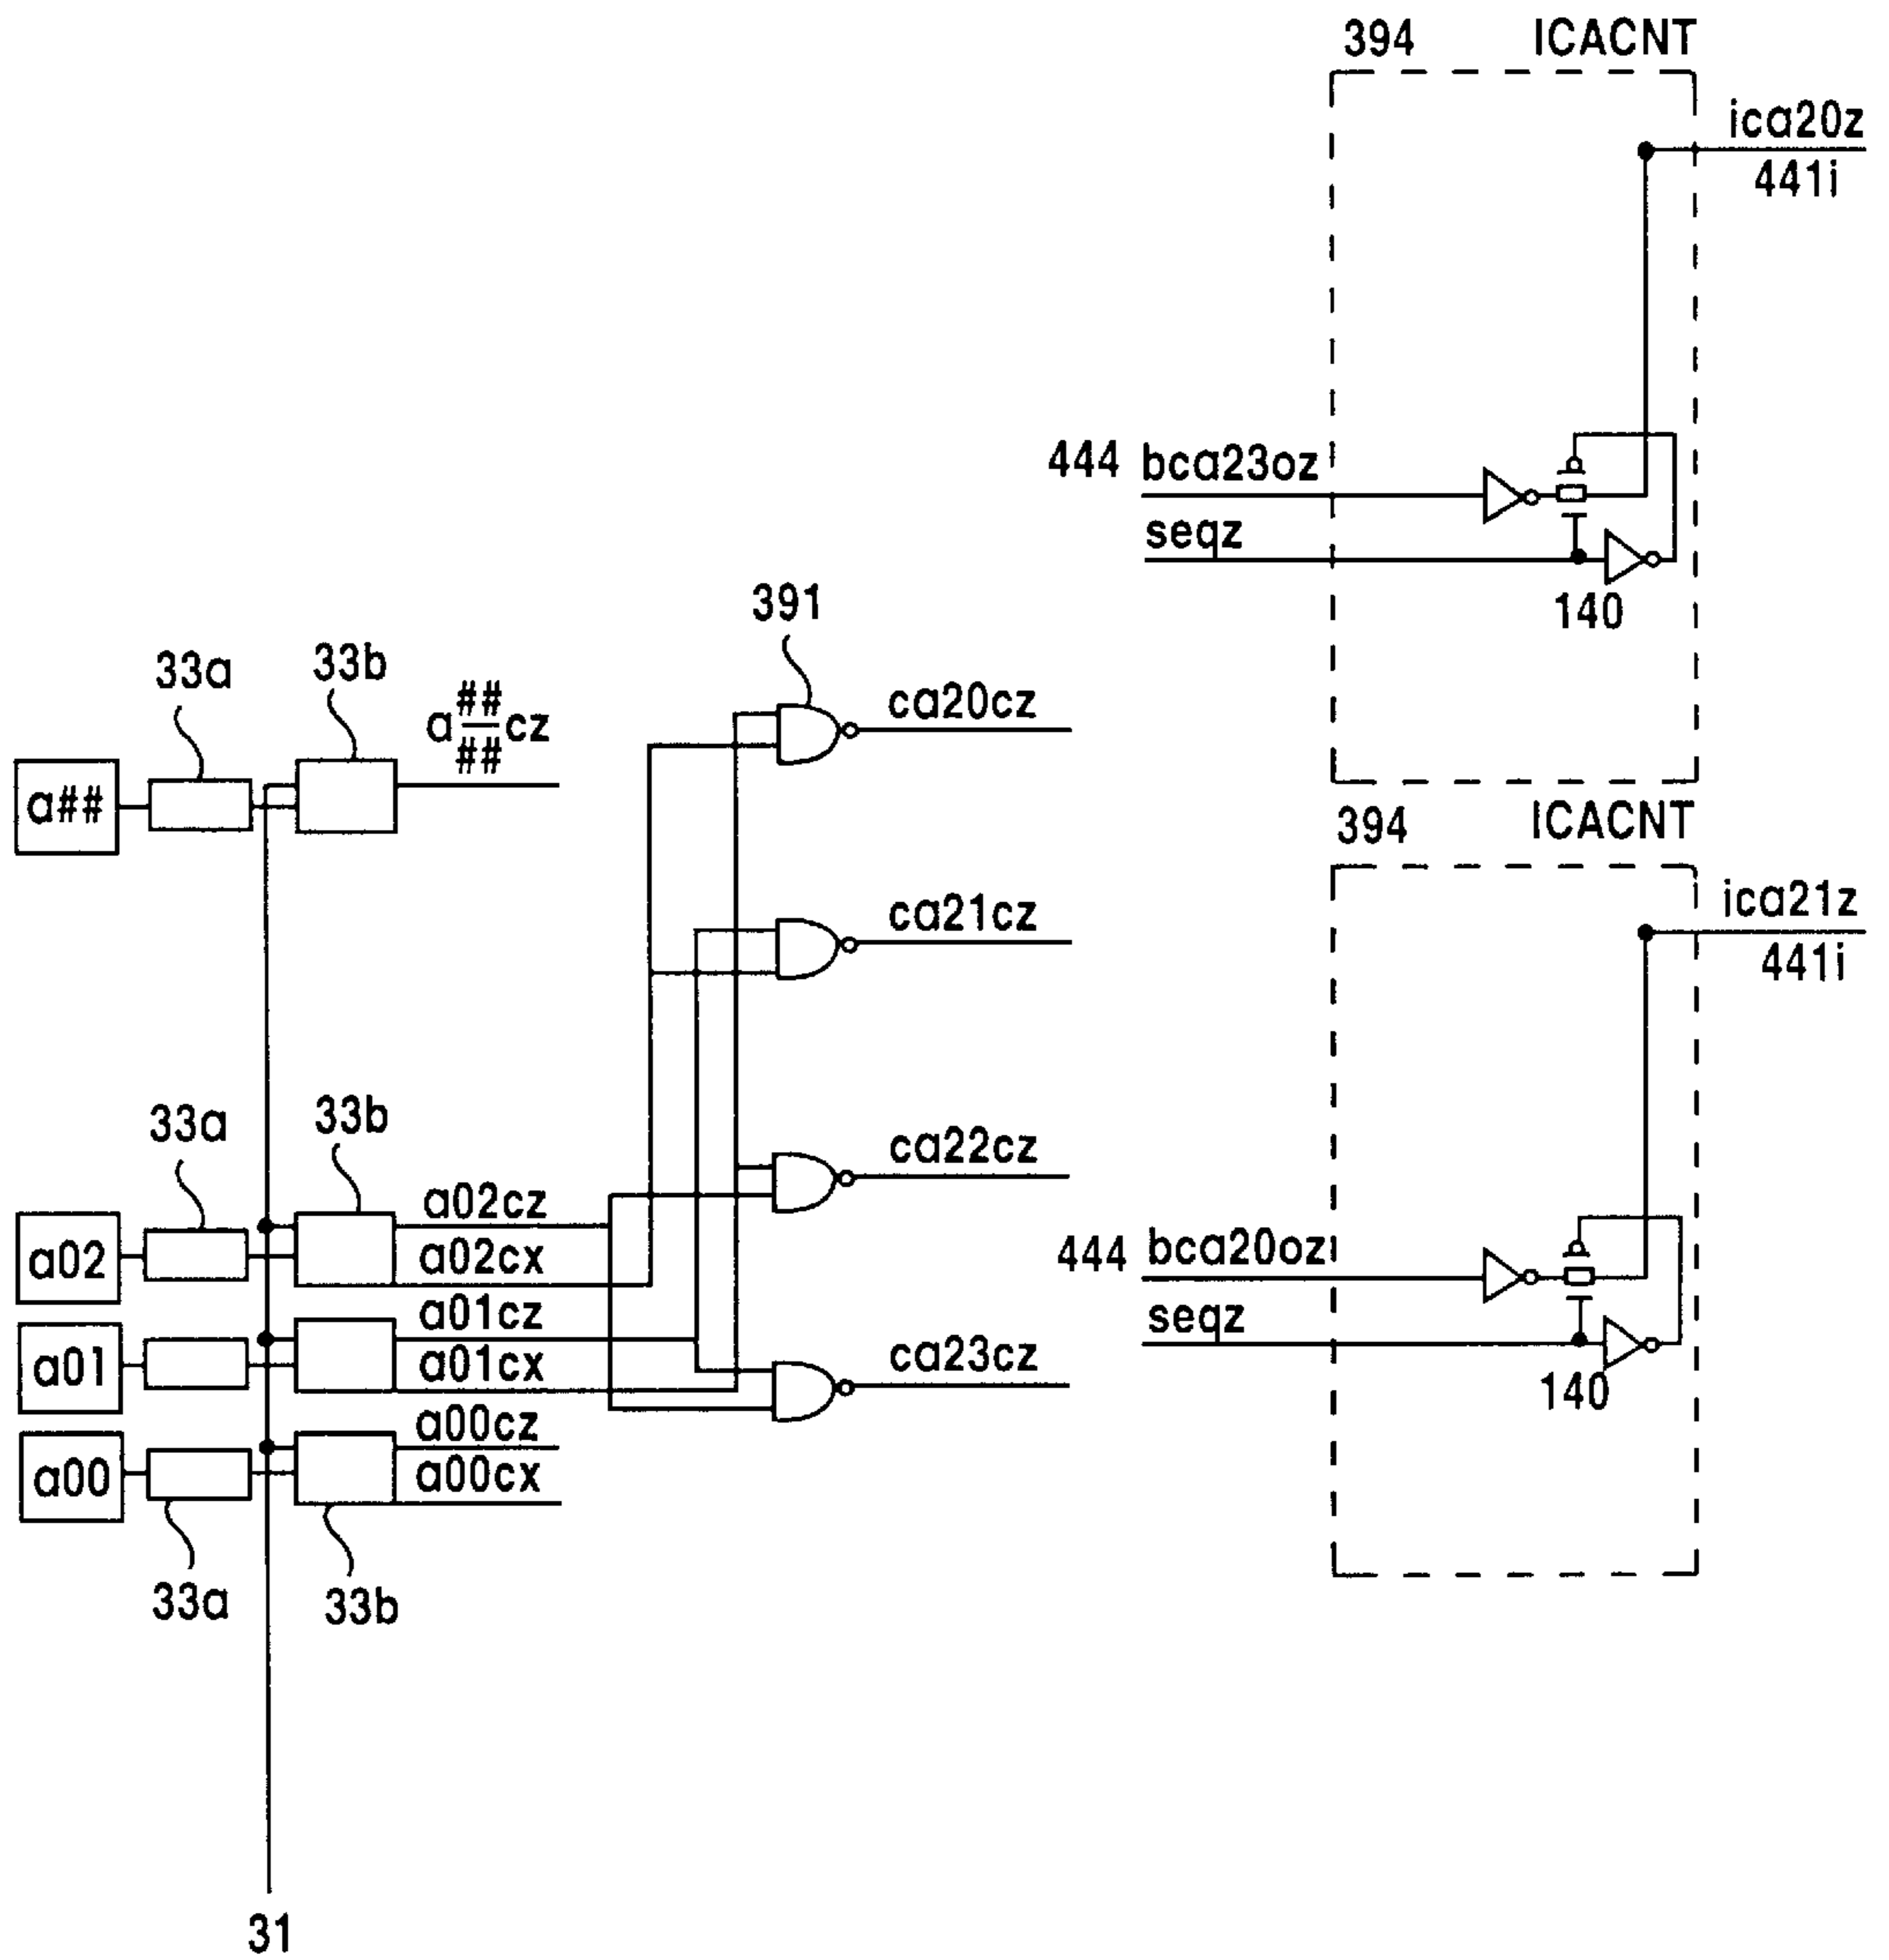 394 ICACNT
ica20z
441i
444 bca23oz
seqz
140
391
33a 33b
a##/##cz
ca20cz
a##
394 ICACNT
ica21z
441i
ca21cz
33a 33b
ca22cz
a02cz
a02
a02cx
444 bca20oz
seqz
a01cz
a01
a01cx
ca23cz
140
a00cz
a00
a00cx
33a 33b
31